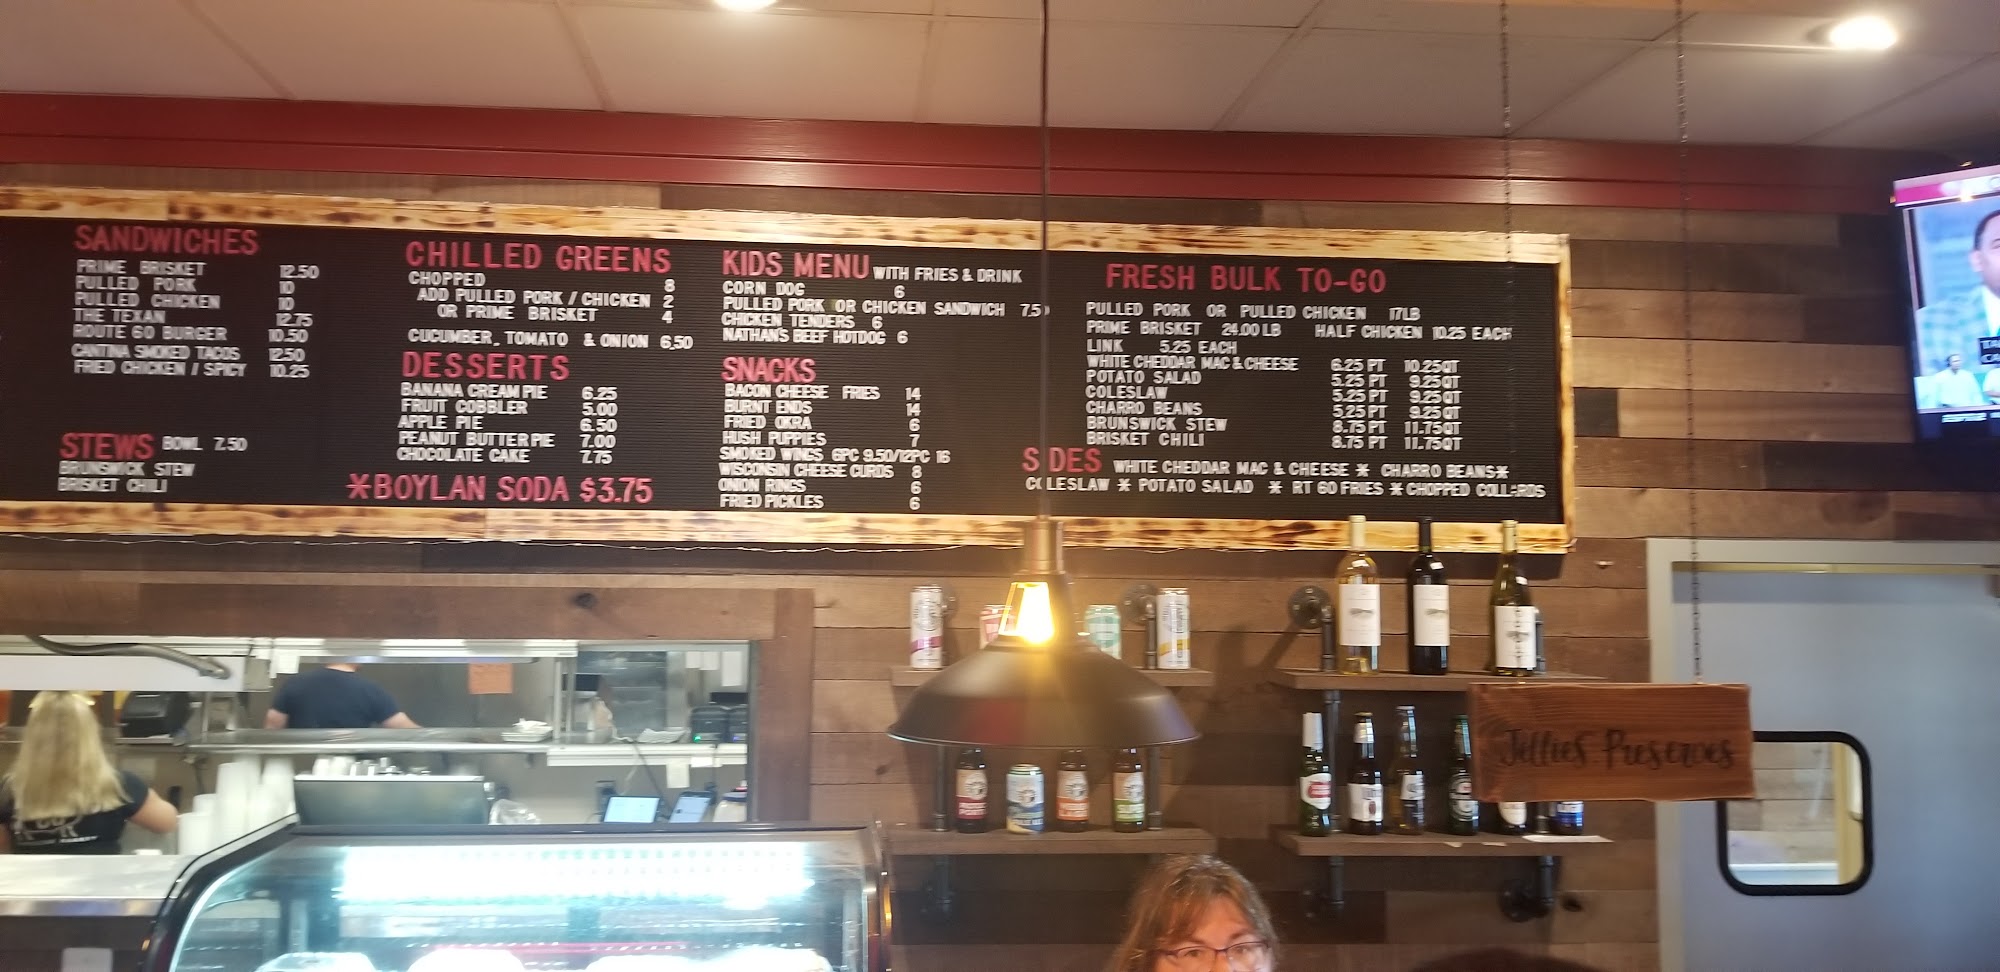 SANDWICHES
PRIME BRISKET 12.50
PULLED PORK 10
PULLED CHICKEN 10
THE TEXAN 12.75
ROUTE 60 BURGER 10.50
CANTINA SMOKED TACOS 12.50
FRIED CHICKEN / SPICY 10.25
STEWS BOWL 7.50
BRUNSWICK STEW
BRISKET CHILI
CHILLED GREENS
CHOPPED 8
ADD PULLED PORK / CHICKEN 2
OR PRIME BRISKET 4
CUCUMBER, TOMATO & ONION 6.50
DESSERTS
BANANA CREAM PIE 6.25
FRUIT COBBLER 5.00
APPLE PIE 6.50
PEANUT BUTTER PIE 7.00
CHOCOLATE CAKE 7.75
*BOYLAN SODA $3.75
KIDS MENU WITH FRIES & DRINK
CORN DOG 6
PULLED PORK OR CHICKEN SANDWICH 7.50
CHICKEN TENDERS 6
NATHAN'S BEEF HOTDOG 6
SNACKS
BACON CHEESE FRIES 14
BURNT ENDS 14
FRIED OKRA 6
HUSH PUPPIES 7
SMOKED WINGS 6PC 9.50/12PC 16
WISCONSIN CHEESE CURDS 8
ONION RINGS 6
FRIED PICKLES 6
FRESH BULK TO-GO
PULLED PORK OR PULLED CHICKEN 17LB
PRIME BRISKET 24.00 LB HALF CHICKEN 10.25 EACH
LINK 5.25 EACH
WHITE CHEDDAR MAC & CHEESE 6.25 PT 10.25QT
POTATO SALAD 5.25 PT 9.25QT
COLESLAW 5.25 PT 9.25QT
CHARRO BEANS 5.25 PT 9.25QT
BRUNSWICK STEW 8.75 PT 11.75QT
BRISKET CHILI 8.75 PT 11.75QT
SIDES WHITE CHEDDAR MAC & CHEESE * CHARRO BEANS*
COLESLAW * POTATO SALAD * RT 60 FRIES * CHOPPED COLLARDS
Jellies Preserves